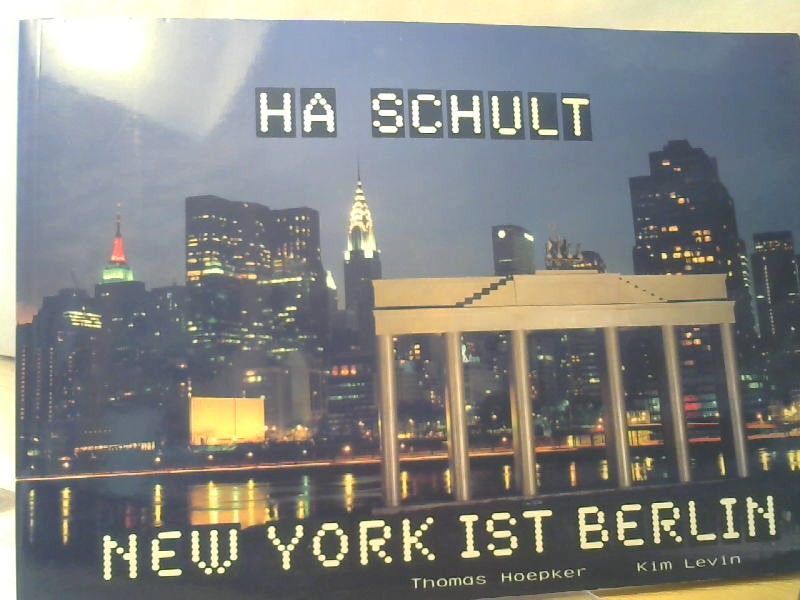 HA SCHULT
NEW YORK IST BERLIN
Thomas Hoepker Kim Levin